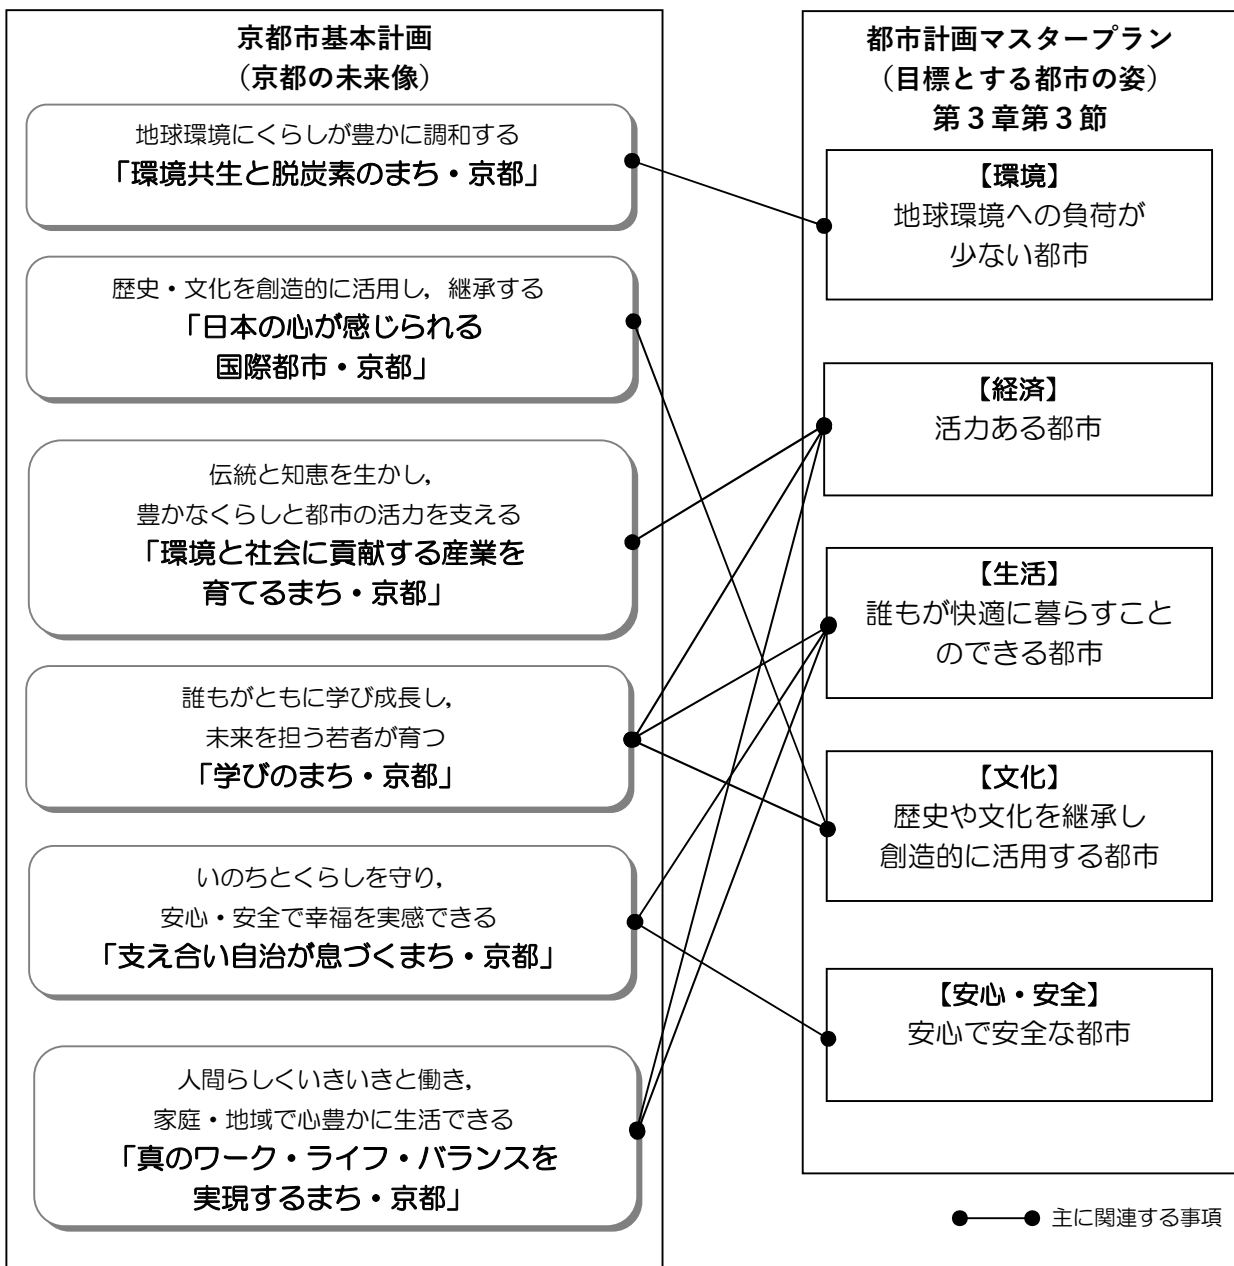 京都市基本計画
（京都の未来像）
地球環境にくらしが豊かに調和する
「環境共生と脱炭素のまち・京都」
歴史・文化を創造的に活用し，継承する
「日本の心が感じられる
国際都市・京都」
伝統と知恵を生かし，
豊かなくらしと都市の活力を支える
「環境と社会に貢献する産業を
育てるまち・京都」
誰もがともに学び成長し，
未来を担う若者が育つ
「学びのまち・京都」
いのちとくらしを守り，
安心・安全で幸福を実感できる
「支え合い自治が息づくまち・京都」
人間らしくいきいきと働き，
家庭・地域で心豊かに生活できる
「真のワーク・ライフ・バランスを
実現するまち・京都」
都市計画マスタープラン
（目標とする都市の姿）
第３章第３節
【環境】
地球環境への負荷が
少ない都市
【経済】
活力ある都市
【生活】
誰もが快適に暮らすこと
のできる都市
【文化】
歴史や文化を継承し
創造的に活用する都市
【安心・安全】
安心で安全な都市
主に関連する事項